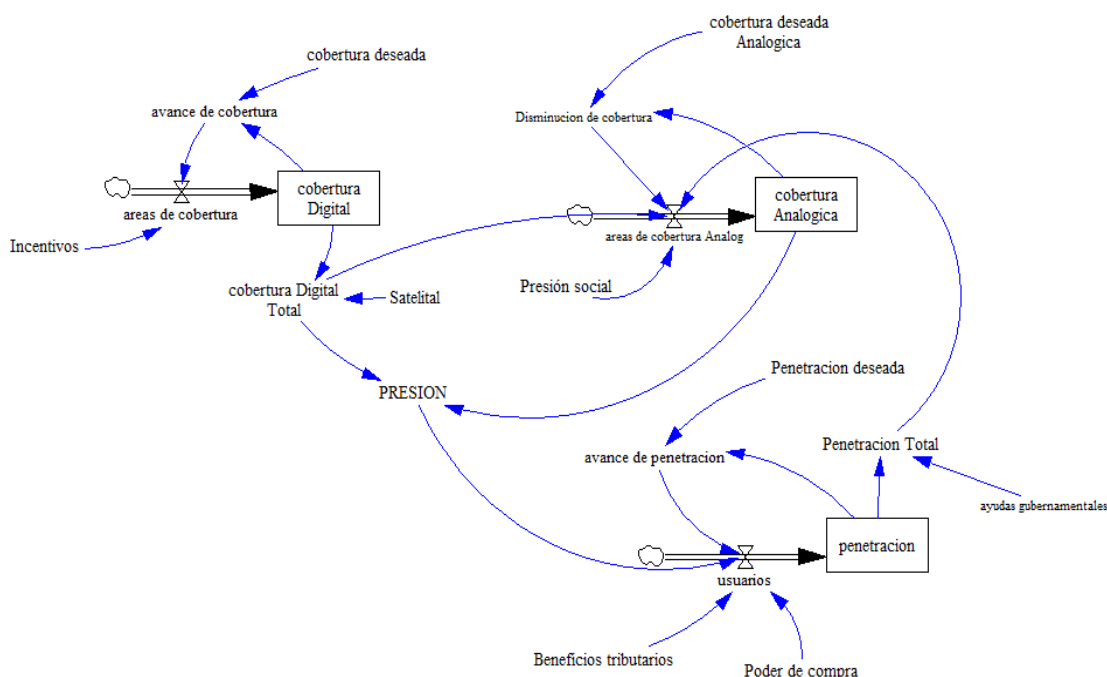 cobertura deseada
Analogica
cobertura deseada
avance de cobertura
Disminucion de cobertura
cobertura
Digital
cobertura
Analogica
areas de cobertura
areas de cobertura Analog
Incentivos
cobertura Digital
Total
Satelital
Presión social
PRESION
Penetracion deseada
avance de penetracion
Penetracion Total
ayudas gubernamentales
penetracion
usuarios
Beneficios tributarios
Poder de compra